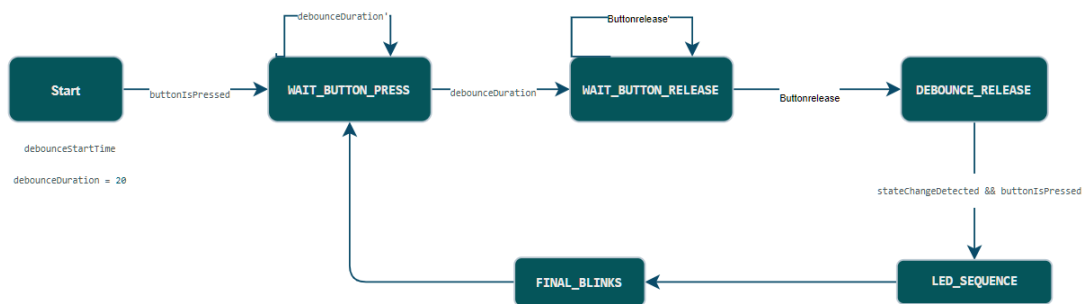 debounceDuration'
Buttonrelease'
Start
buttonIsPressed
WAIT_BUTTON_PRESS
debounceDuration
WAIT_BUTTON_RELEASE
Buttonrelease
DEBOUNCE_RELEASE
debounceStartTime
debounceDuration = 20
stateChangeDetected && buttonIsPressed
FINAL_BLINKS
LED_SEQUENCE